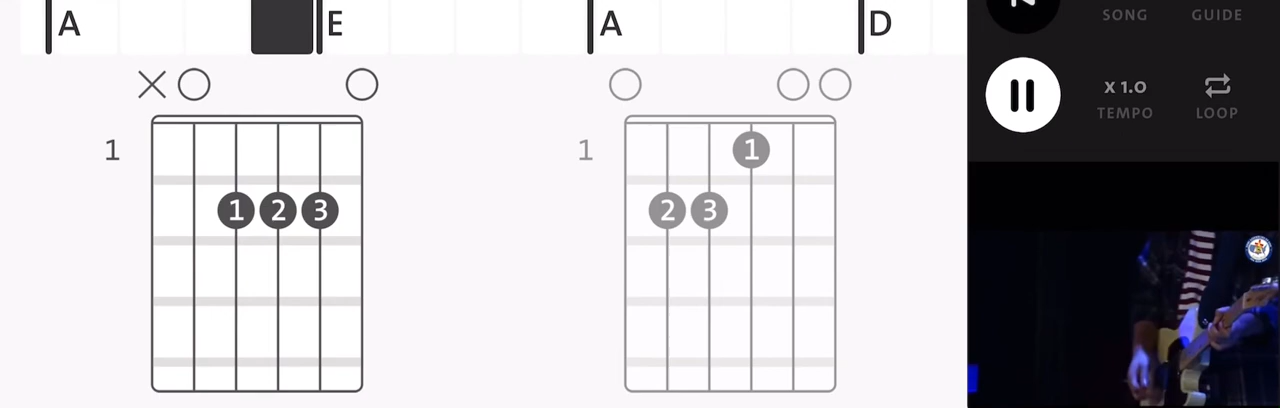 A E A D
SONG GUIDE
X 1.0
TEMPO LOOP
1 1
1
2 3
1 2 3